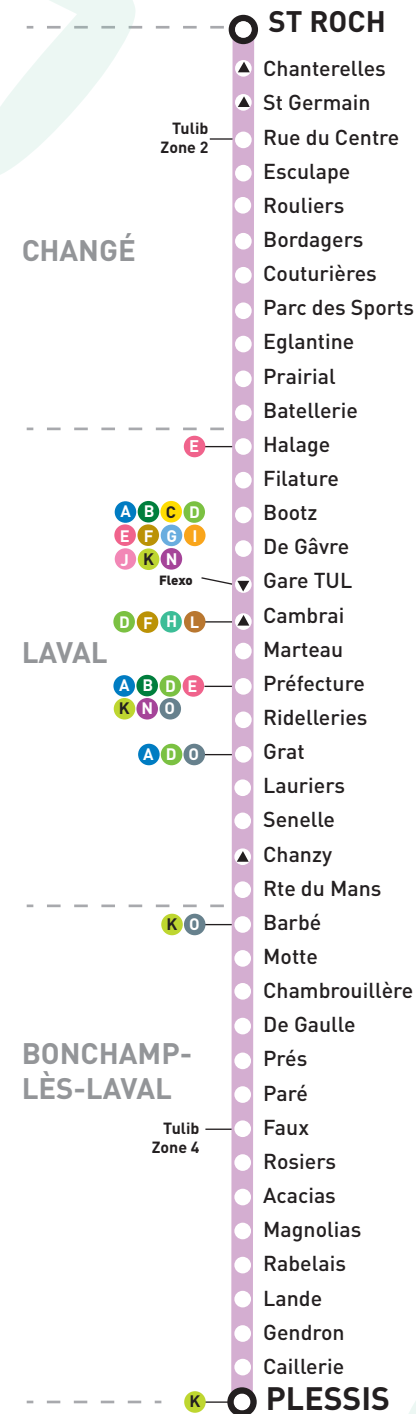 ST ROCH
Chanterelles
St Germain
Tulib
Zone 2
Rue du Centre
Esculape
Rouliers
CHANGÉ
Bordagers
Couturières
Parc des Sports
Eglantine
Prairial
Batellerie
E
Halage
Filature
A B C D
E F G I
J K N
Flexo
Bootz
De Gâvre
Gare TUL
D F H L
Cambrai
LAVAL
Marteau
A B D E
K N O
Préfecture
Ridelleries
A D O
Grat
Lauriers
Senelle
Chanzy
Rte du Mans
K O
Barbé
Motte
Chambrouillère
De Gaulle
BONCHAMP-
LÈS-LAVAL
Prés
Paré
Tulib
Zone 4
Faux
Rosiers
Acacias
Magnolias
Rabelais
Lande
Gendron
Caillerie
K
PLESSIS